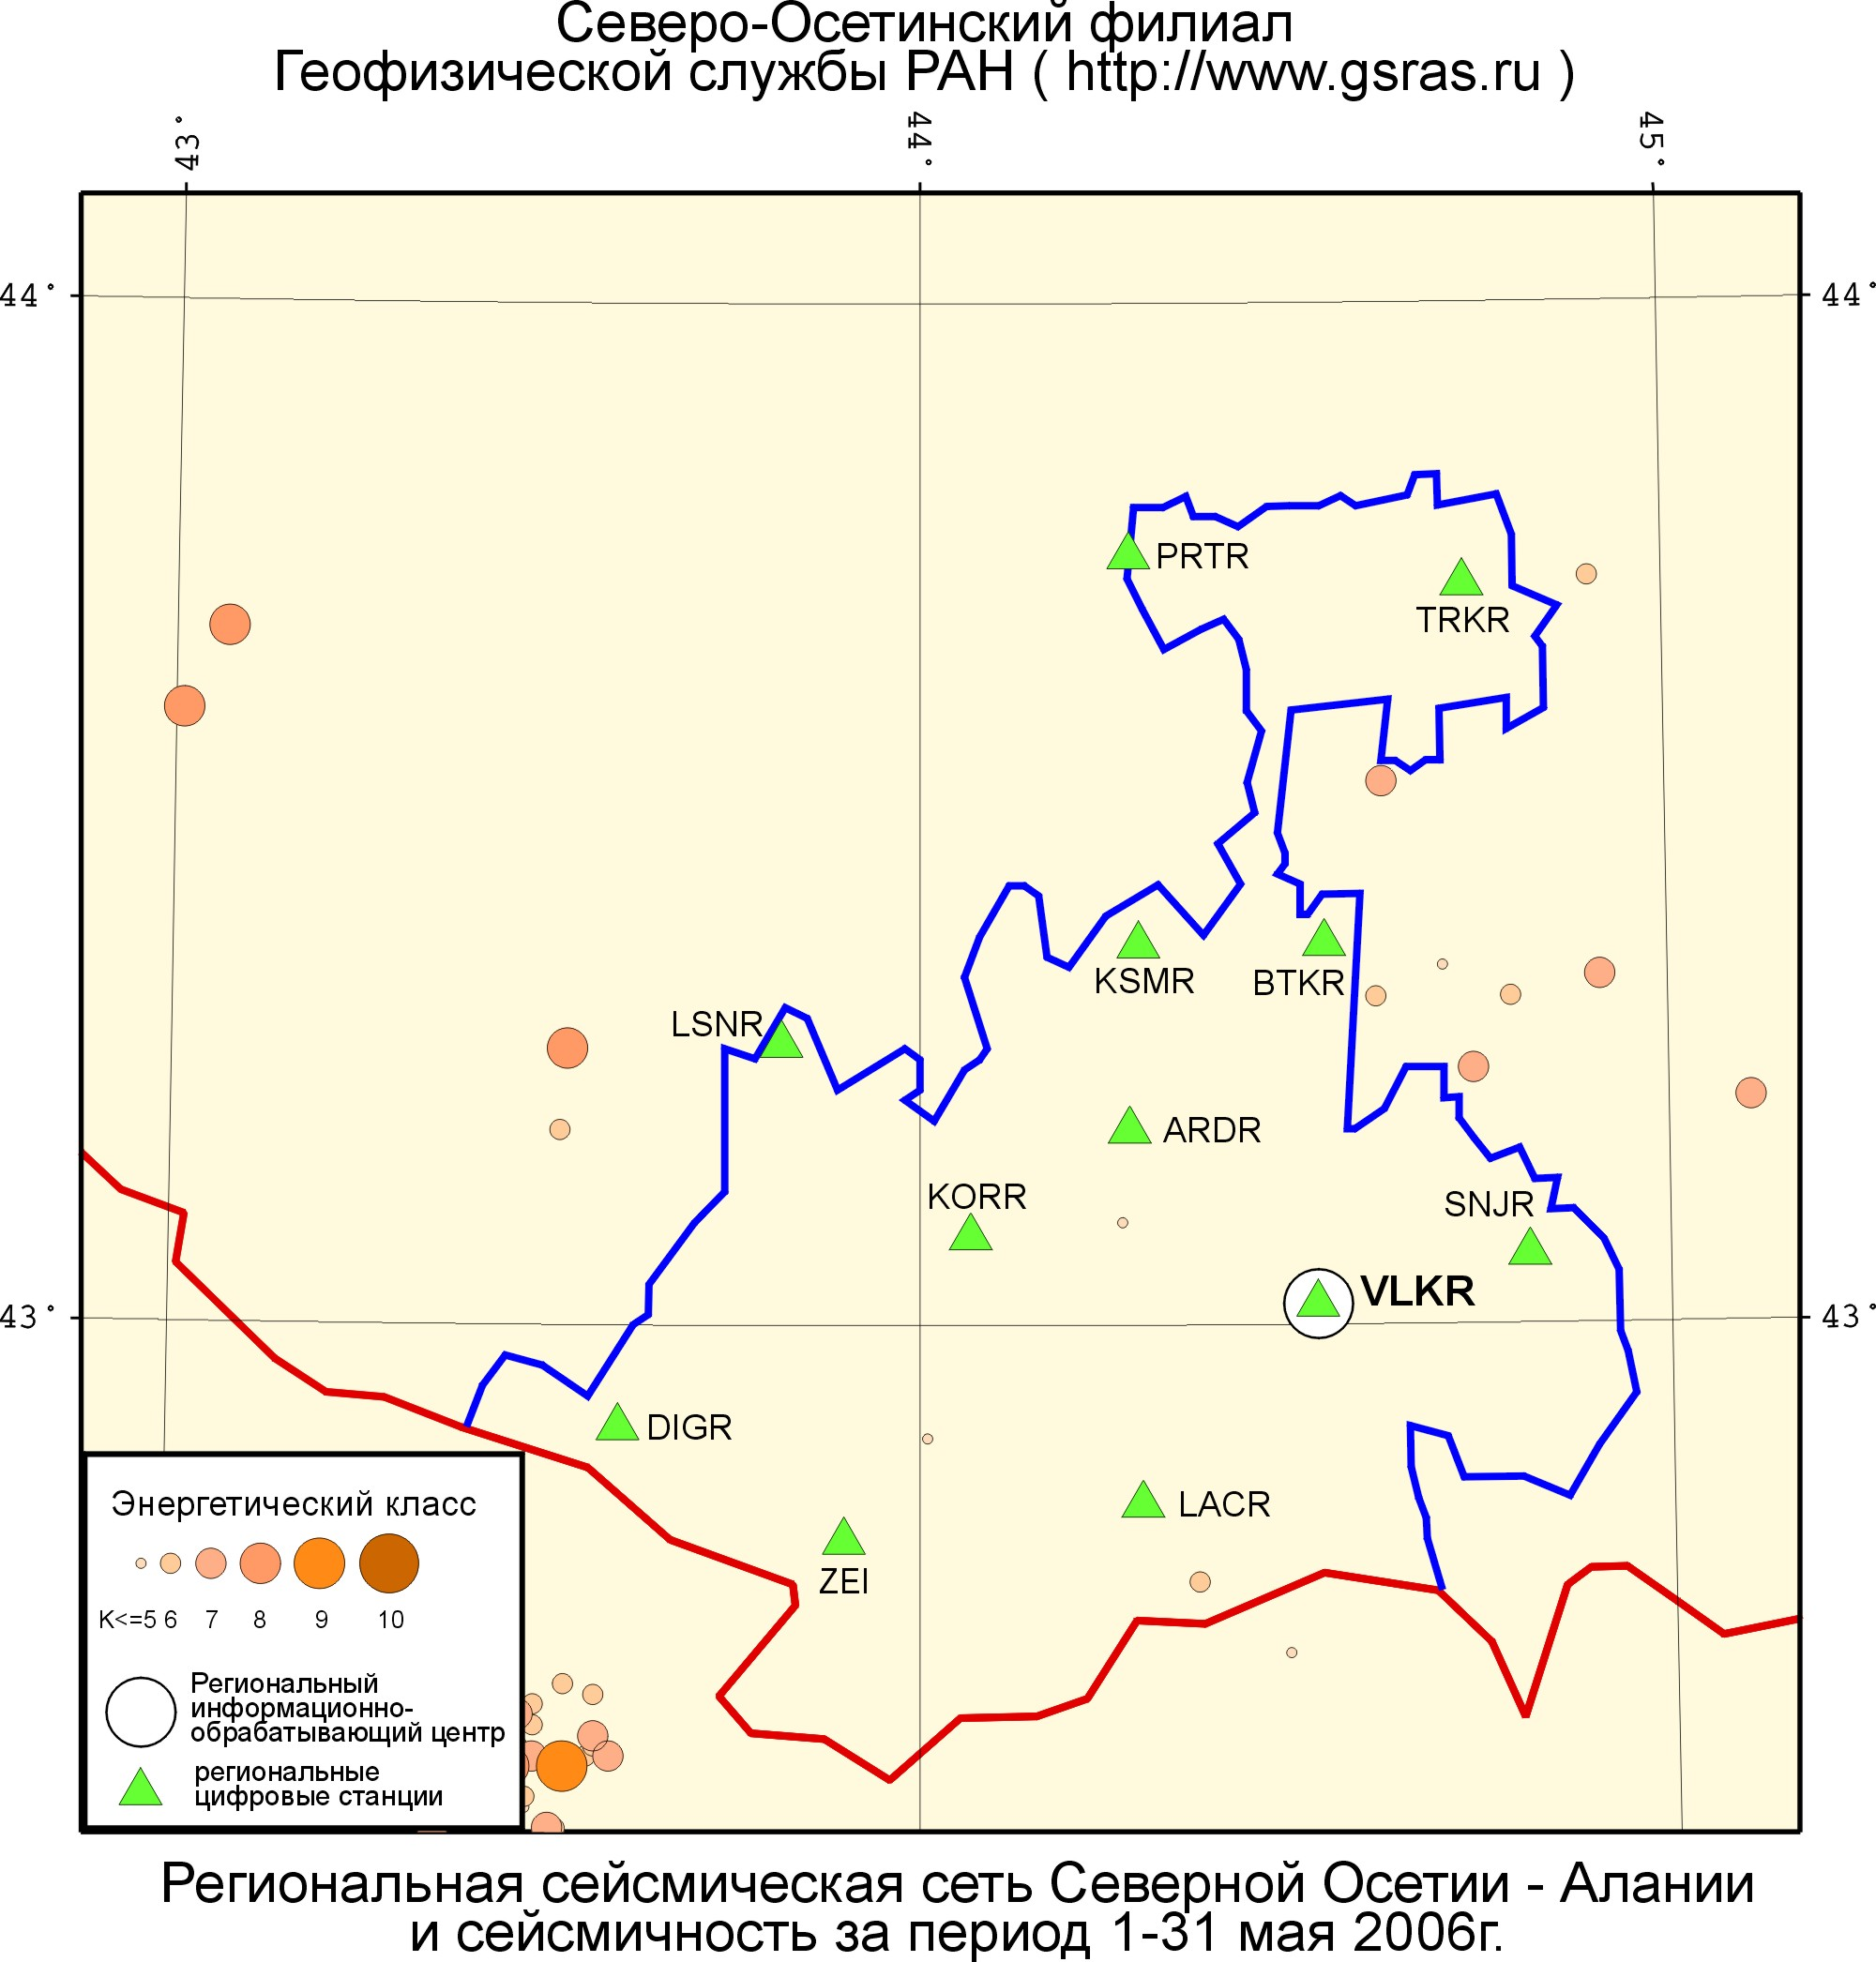 Северо-Осетинский филиал
Геофизической службы РАН ( http://www.gsras.ru )
43°
44°
45°
44°
44°
PRTR
TRKR
KSMR
BTKR
LSNR
ARDR
KORR
SNJR
VLKR
43°
43°
DIGR
LACR
ZEI
Энергетический класс
K<=5 6 7 8 9 10
Региональный
информационно-
обрабатывающий центр
региональные
цифровые станции
Региональная сейсмическая сеть Северной Осетии - Алании
и сейсмичность за период 1-31 мая 2006г.